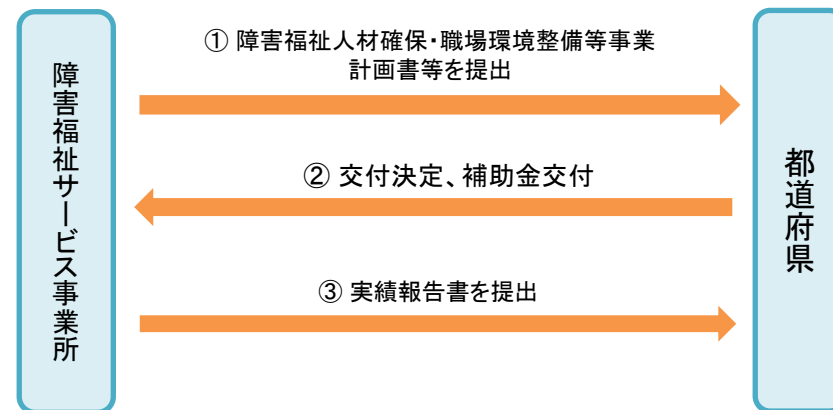 障害福祉サービス事業所
① 障害福祉人材確保・職場環境整備等事業
計画書等を提出
② 交付決定、補助金交付
③ 実績報告書を提出
都道府県